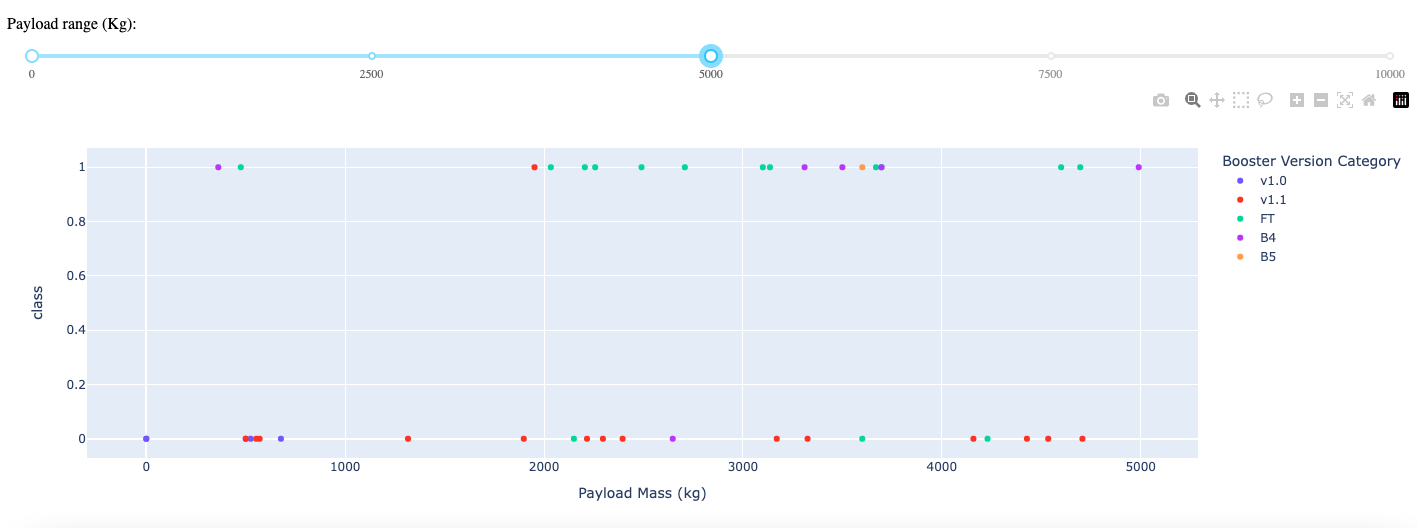 Payload range (Kg):
0 2500 5000 7500 10000
Booster Version Category
v1.0
v1.1
FT
B4
B5
1
0.8
0.6
0.4
0.2
0
class
0 1000 2000 3000 4000 5000
Payload Mass (kg)